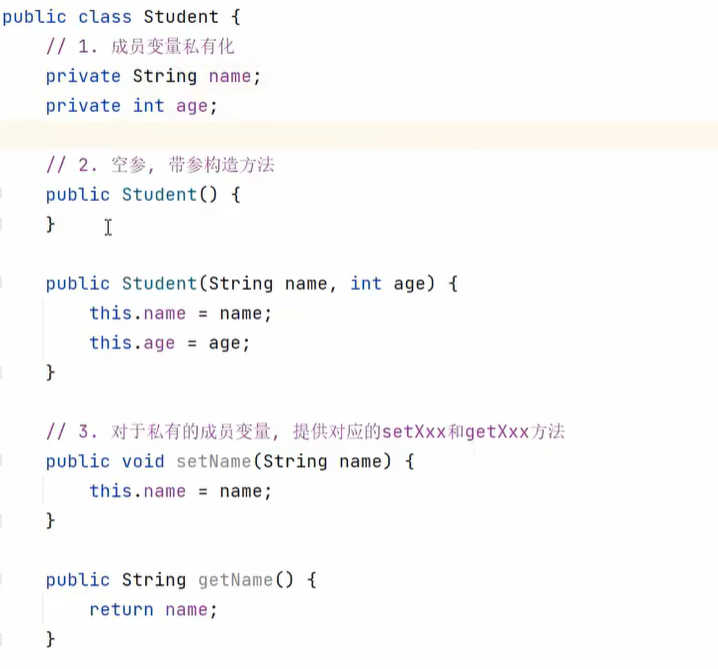 public class Student {
// 1. 成员变量私有化
private String name;
private int age;
// 2. 空参, 带参构造方法
public Student() {
}
public Student(String name, int age) {
this.name = name;
this.age = age;
}
// 3. 对于私有的成员变量, 提供对应的setXxx和getXxx方法
public void setName(String name) {
this.name = name;
}
public String getName() {
return name;
}